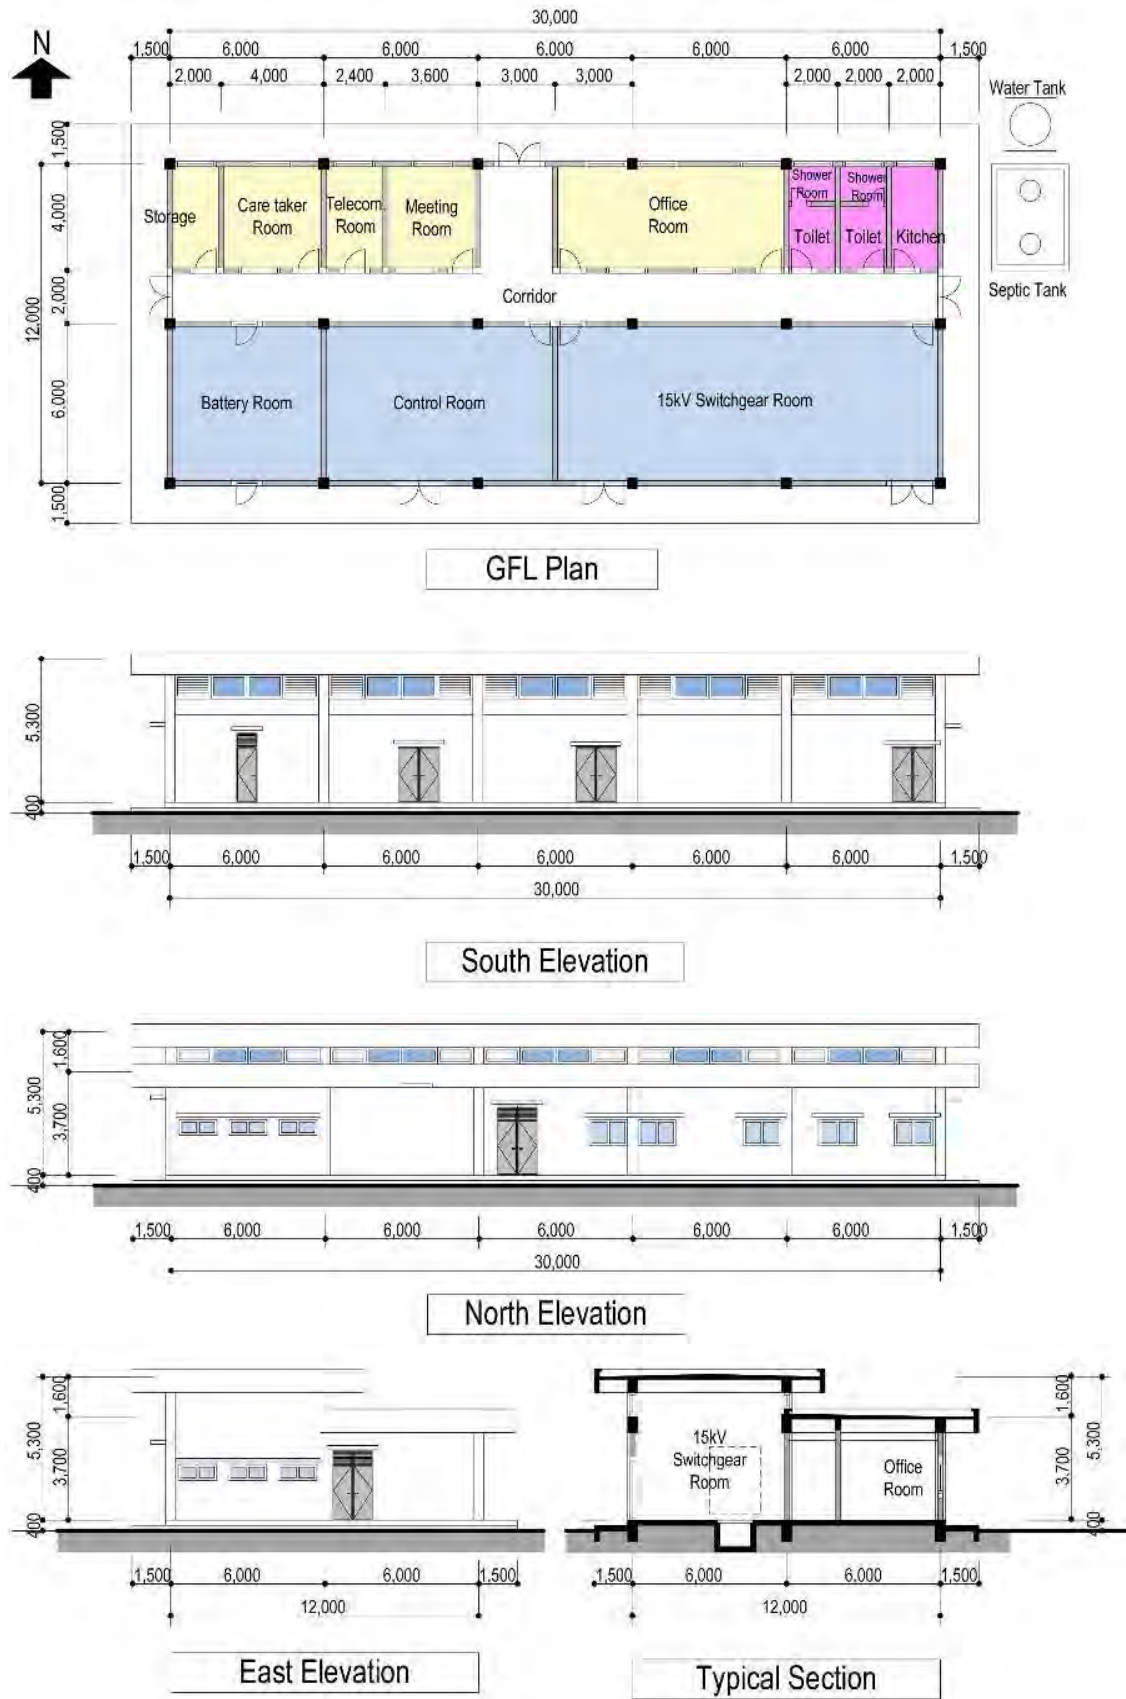 30,000
N
1,500 6,000 6,000 6,000 6,000 6,000 1,500
2,000 4,000 2,400 3,600 3,000 3,000 2,000 2,000 2,000
Water Tank
1,500
4,000
2,000
12,000
6,000
1,500
Storage
Care taker
Room
Telecom.
Room
Meeting
Room
Office
Room
Shower
Room
Shower
Room
Toilet
Toilet
Kitchen
Septic Tank
Corridor
Battery Room
Control Room
15kV Switchgear Room
GFL Plan
5,300
400
1,500 6,000 6,000 6,000 6,000 6,000 1,500
30,000
South Elevation
1,600
5,300
3,700
400
1,500 6,000 6,000 6,000 6,000 6,000 1,500
30,000
North Elevation
1,600
5,300
3,700
400
1,500 6,000 6,000 1,500
12,000
East Elevation
15kV
Switchgear
Room
Office
Room
1,600
5,300
3,700
400
1,500 6,000 6,000 1,500
12,000
Typical Section